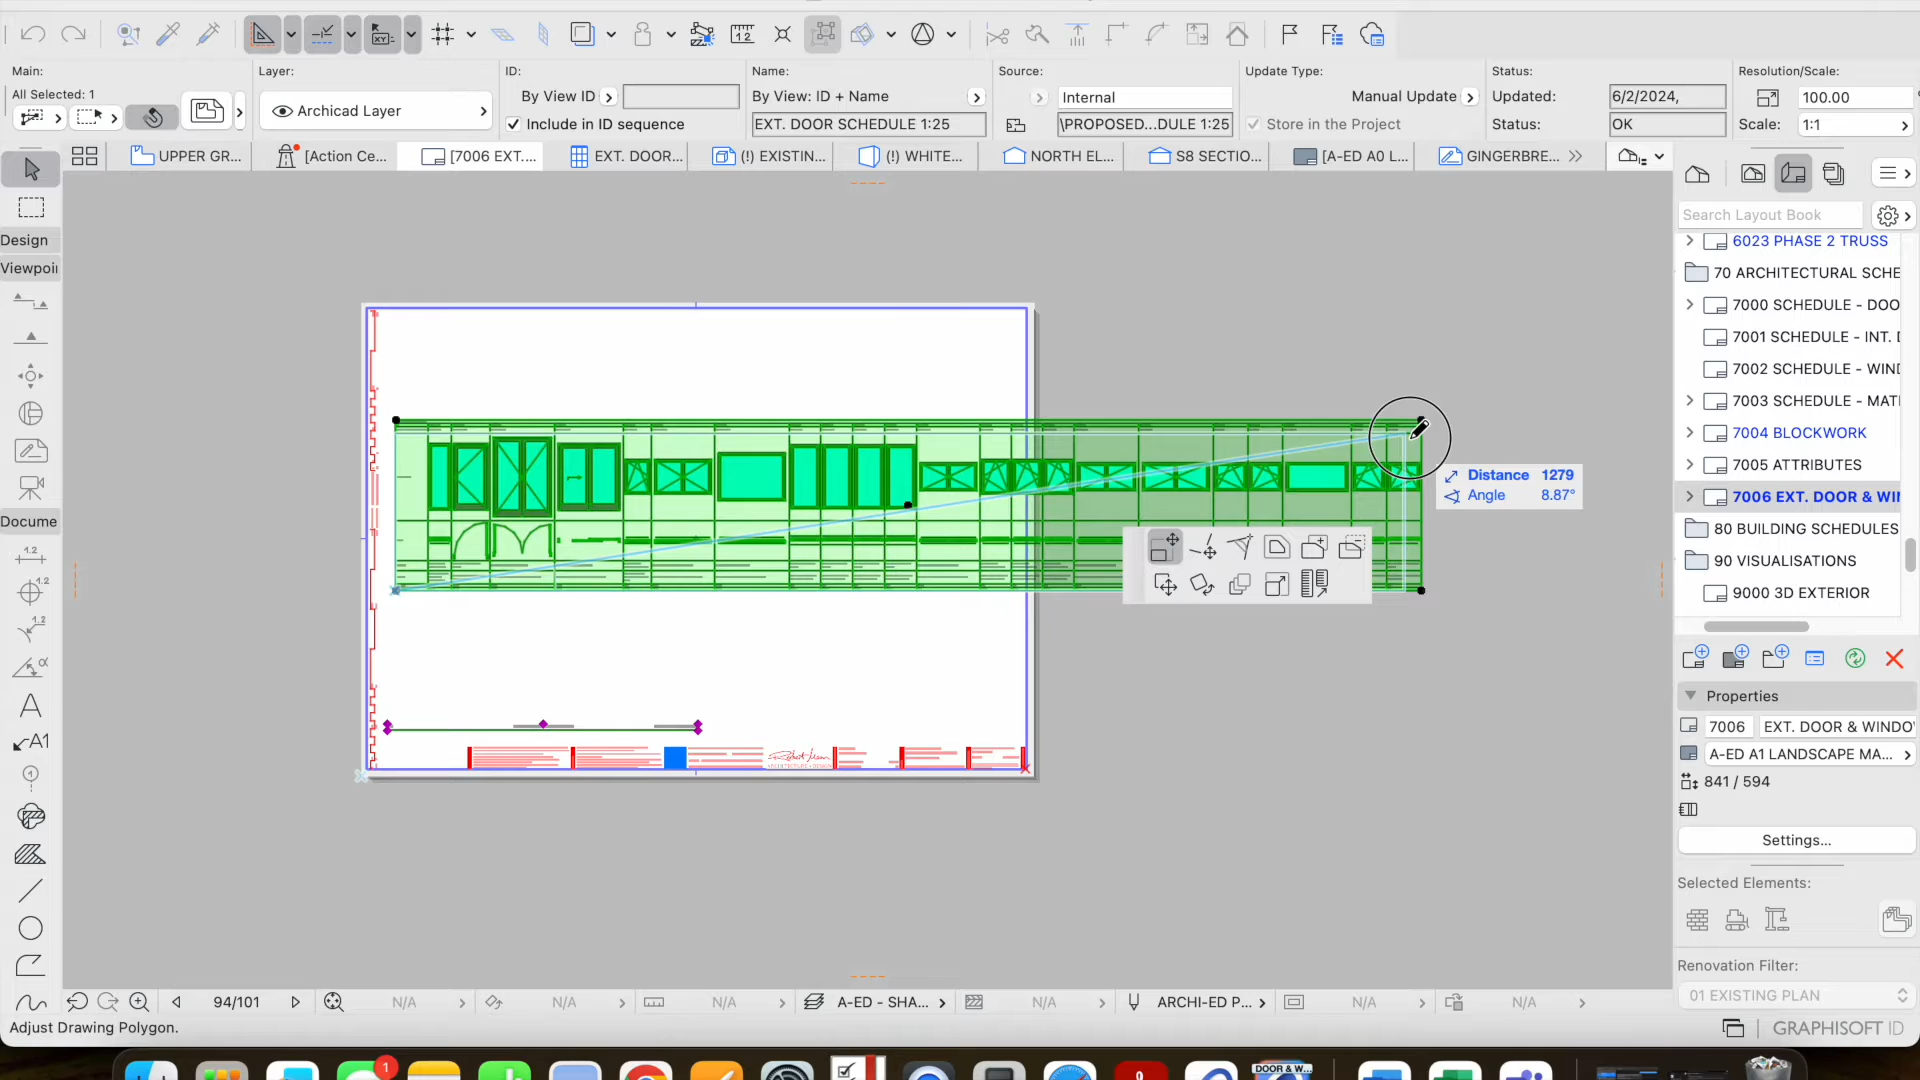 Main:
All Selected: 1
Layer:
Archicad Layer
ID:
By View ID
Include in ID sequence
Name:
By View: ID + Name
EXT. DOOR SCHEDULE 1:25
Source:
Internal
\PROPOSED...DULE 1:25
Update Type:
Manual Update
Store in the Project
Status:
Updated:
6/2/2024,
Status:
OK
Resolution/Scale:
100.00
Scale:
1:1
UPPER GR...
[Action Ce...
[7006 EXT....
EXT. DOOR...
(!) EXISTIN...
(!) WHITE...
NORTH EL...
S8 SECTIO...
[A-ED A0 L...
GINGERBRE...
Design
Viewpoi
Docume
Distance 1279
Angle 8.87°
Search Layout Book
6023 PHASE 2 TRUSS
70 ARCHITECTURAL SCHE
7000 SCHEDULE - DOO
7001 SCHEDULE - INT. D
7002 SCHEDULE - WIND
7003 SCHEDULE - MAT
7004 BLOCKWORK
7005 ATTRIBUTES
7006 EXT. DOOR & WIN
80 BUILDING SCHEDULES
90 VISUALISATIONS
9000 3D EXTERIOR
Properties
7006
EXT. DOOR & WINDO
A-ED A1 LANDSCAPE MA...
841 / 594
Settings...
Selected Elements:
Renovation Filter:
01 EXISTING PLAN
94/101
N/A
N/A
N/A
A-ED - SHA...
N/A
ARCHI-ED P...
N/A
N/A
Adjust Drawing Polygon.
GRAPHISOFT ID
1
DOOR & W...